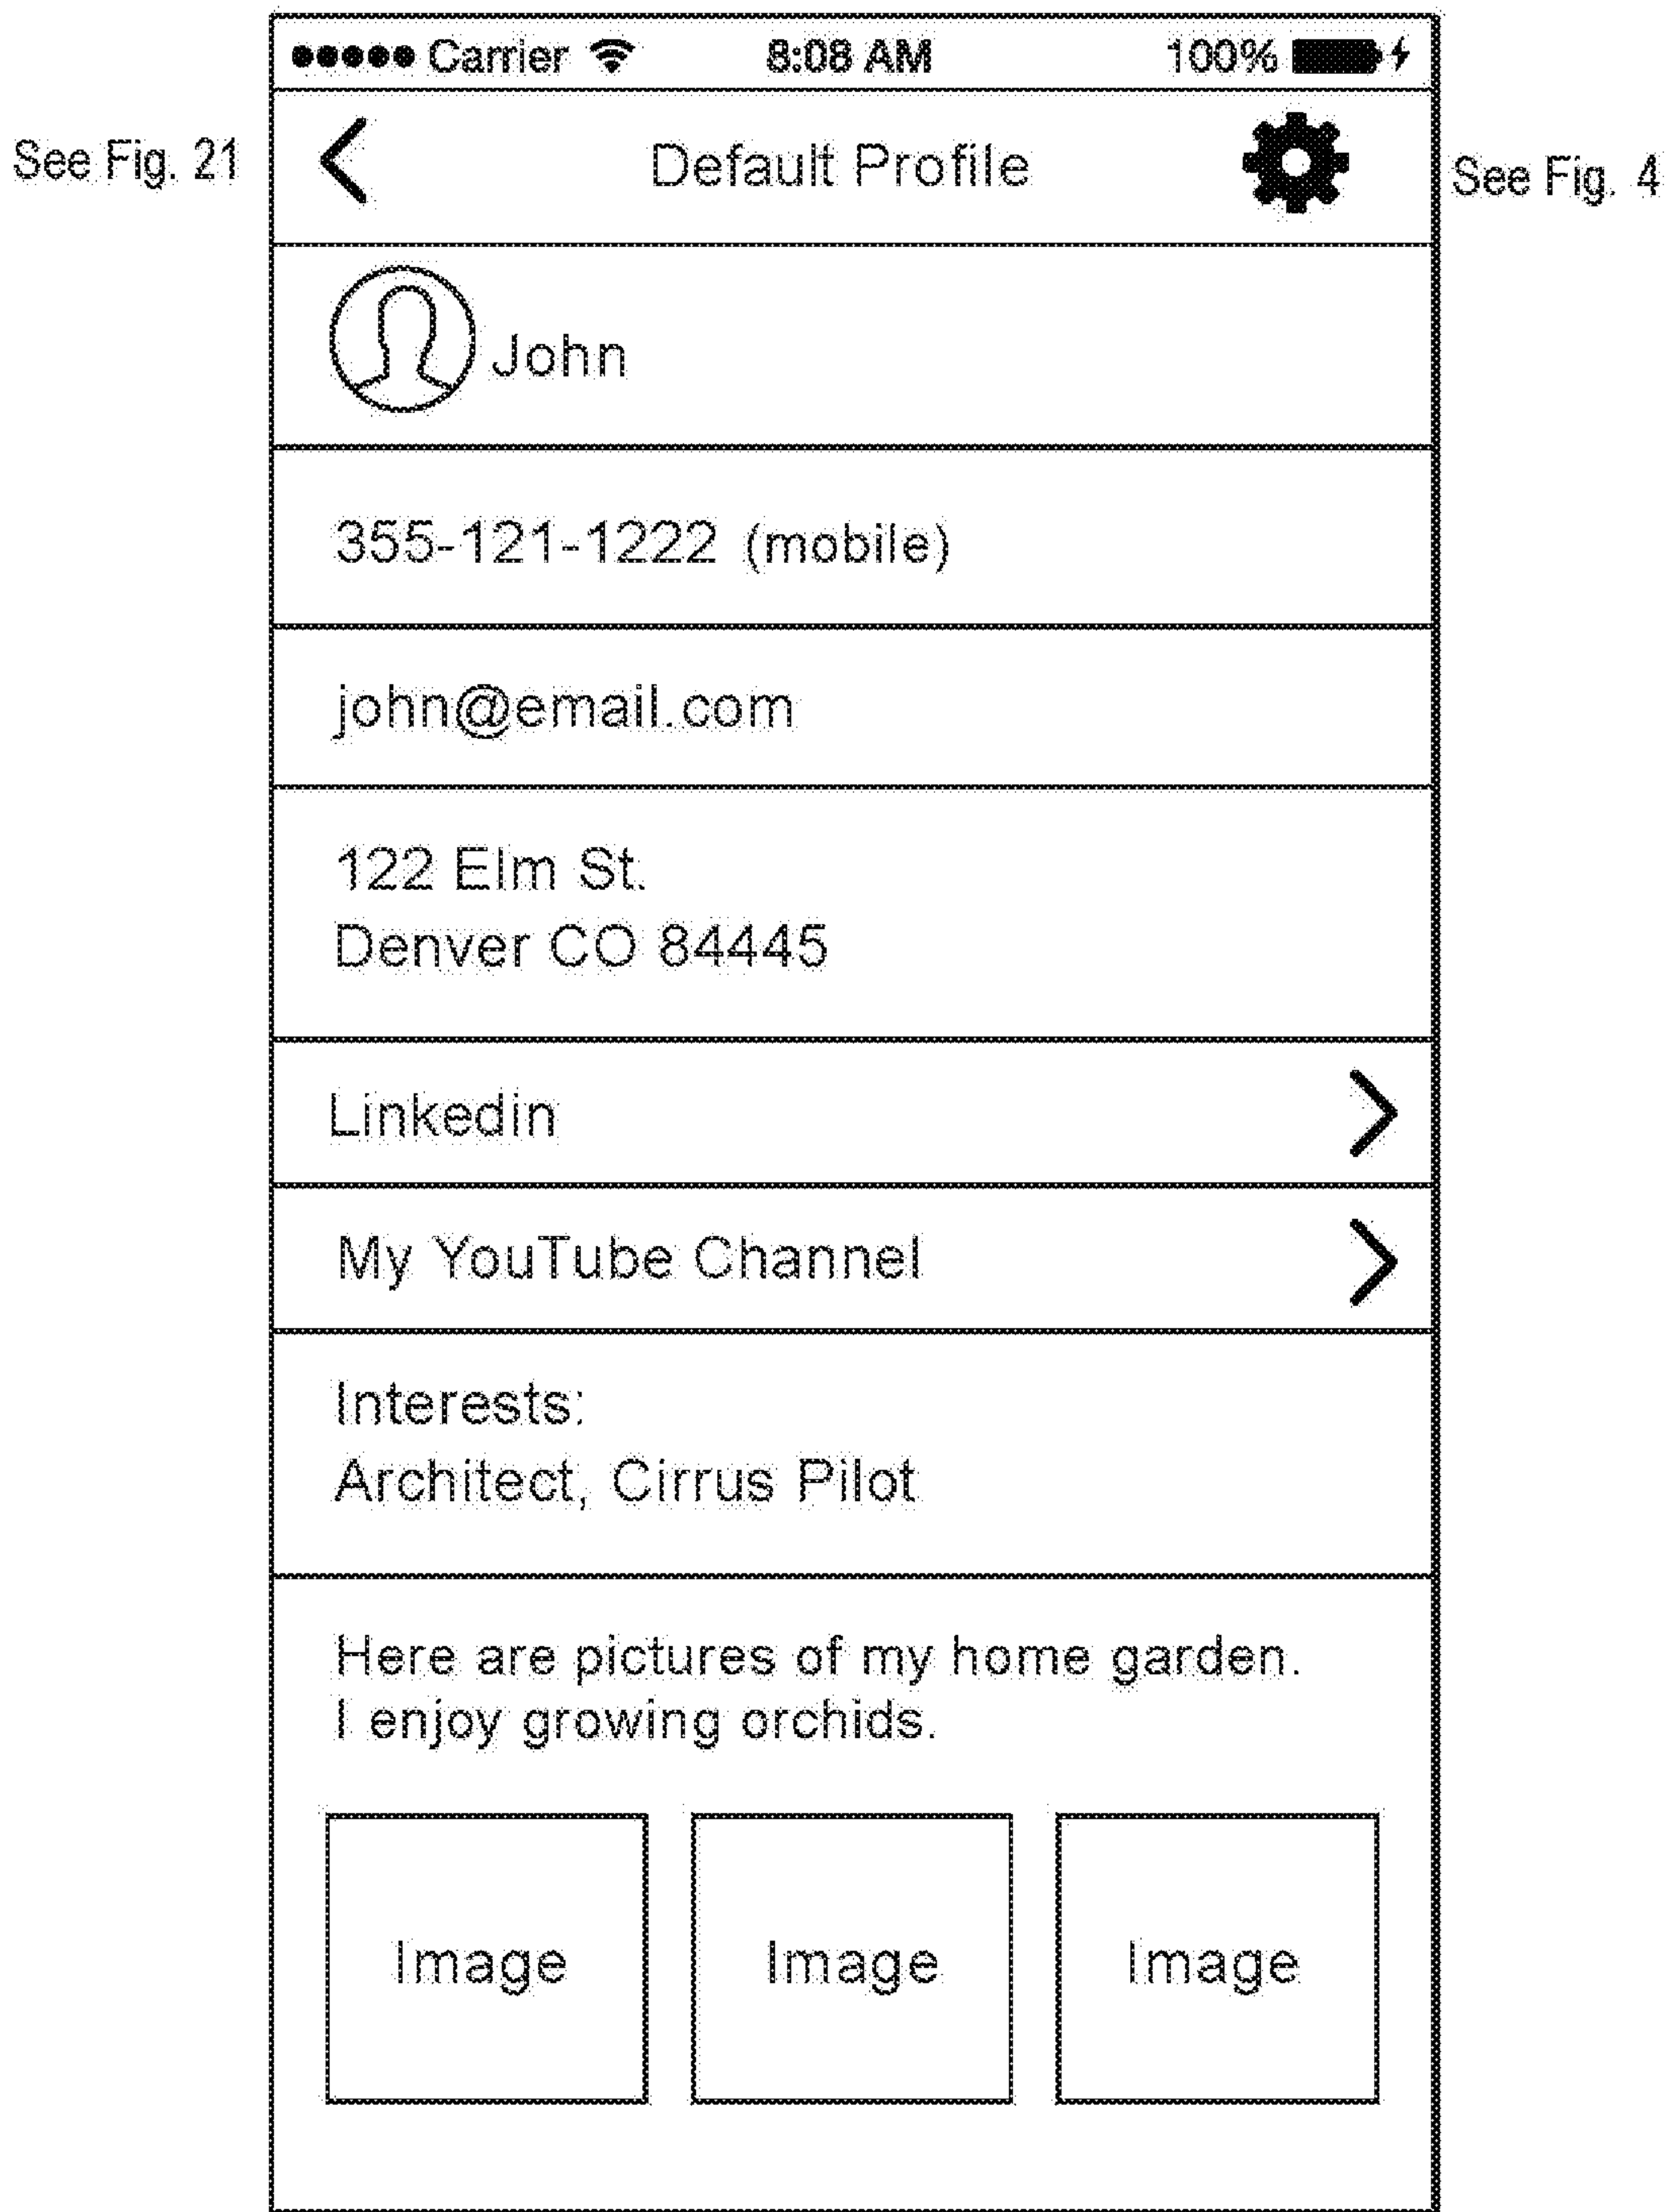 Carrier 8:08 AM 100%
See Fig. 21
Default Profile
See Fig. 4
John
355-121-1222 (mobile)
john@email.com
122 Elm St.
Denver CO 84445
Linkedin
My YouTube Channel
Interests:
Architect, Cirrus Pilot
Here are pictures of my home garden.
I enjoy growing orchids.
Image Image Image